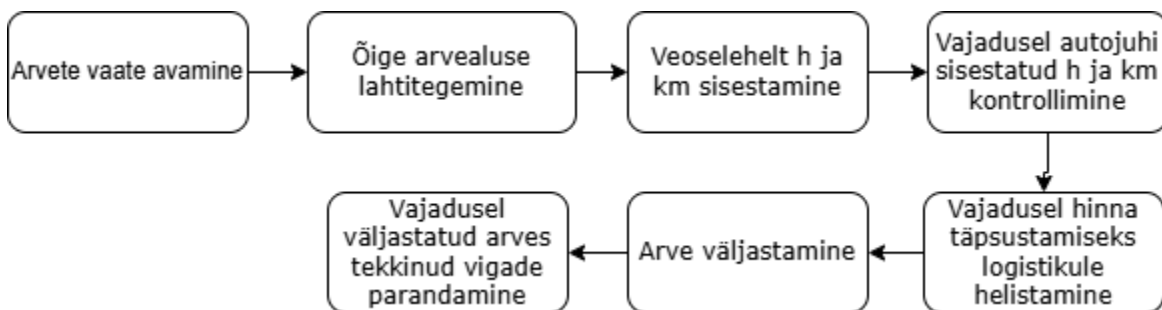 Arvete vaate avamine
Õige arvealuse
lahtitegemine
Veoselehelt h ja
km sisestamine
Vajadusel autojuhi
sisestatud h ja km
kontrollimine
Vajadusel hinna
täpsustamiseks
logistikule
helistamine
Arve väljastamine
Vajadusel
väljastatud arves
tekkinud vigade
parandamine